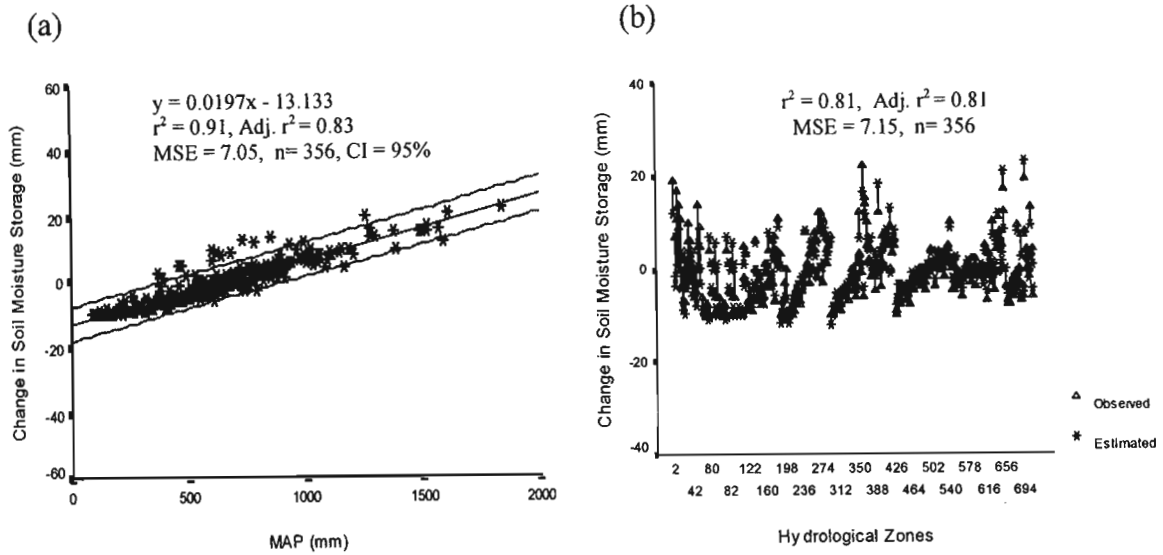 (a)
y = 0.0197x - 13.133
r² = 0.91, Adj. r² = 0.83
MSE = 7.05, n= 356, CI = 95%
Change in Soil Moisture Storage (mm)
60
40
20
0
-20
-40
-60
0 500 1000 1500 2000
MAP (mm)
(b)
r² = 0.81, Adj. r² = 0.81
MSE = 7.15, n= 356
Change in Soil Moisture Storage (mm)
40
20
0
-20
-40
Observed
Estimated
2 80 122 198 274 350 426 502 578 656
42 82 160 236 312 388 464 540 616 694
Hydrological Zones